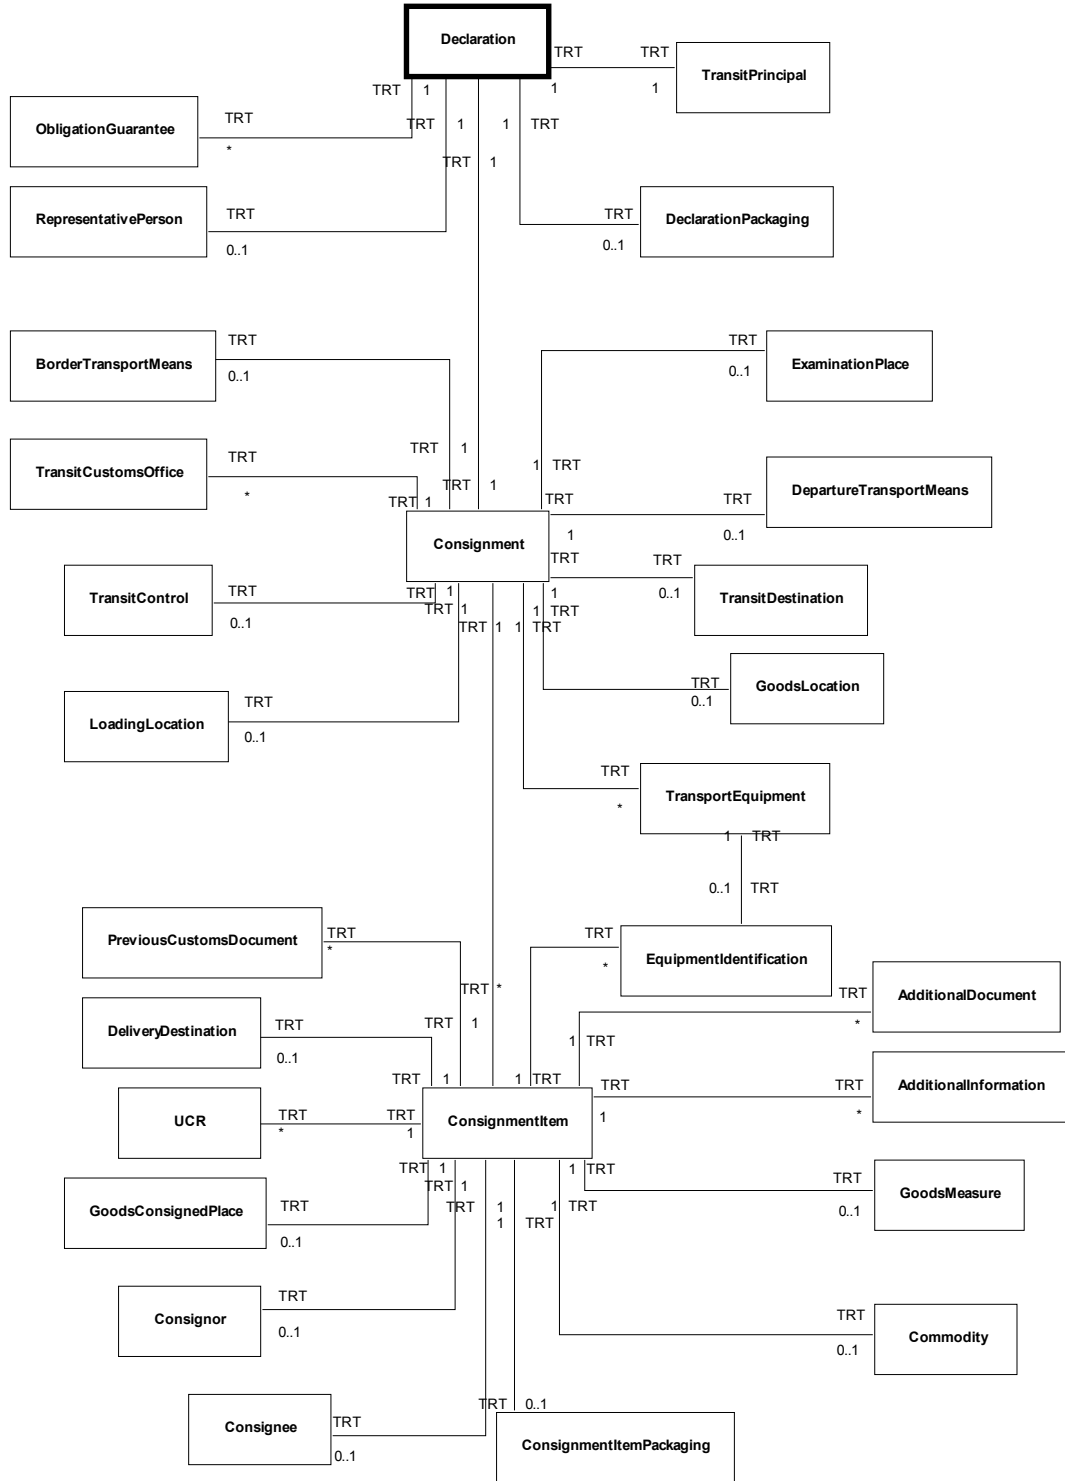 Declaration
TRT TRT
TransitPrincipal
1 1
TRT 1
ObligationGuarantee
TRT
*
TRT 1
1 TRT
TRT 1
RepresentativePerson
TRT
0..1
TRT
DeclarationPackaging
0..1
BorderTransportMeans
TRT
0..1
TRT
ExaminationPlace
0..1
TransitCustomsOffice
TRT
*
TRT 1
1 TRT
TRT 1
TRT 1
TRT TRT
DepartureTransportMeans
1 0..1
Consignment
TRT TRT
TransitDestination
1 0..1
TransitControl
TRT
0..1
TRT 1
TRT 1
1 TRT
TRT 1
1 TRT
GoodsLocation
TRT
0..1
LoadingLocation
TRT
0..1
TRT
TransportEquipment
*
1 TRT
0..1 TRT
PreviousCustomsDocument
TRT
*
TRT
EquipmentIdentification
*
TRT *
TRT
AdditionalDocument
*
DeliveryDestination
TRT
0..1
TRT 1
1 TRT
TRT 1
1 TRT
TRT TRT
AdditionalInformation
1 *
UCR
TRT TRT
* 1
ConsignmentItem
TRT 1
1 TRT
TRT 1
TRT 1
1 TRT
1 TRT
GoodsConsignedPlace
TRT
0..1
TRT
GoodsMeasure
0..1
Consignor
TRT
0..1
TRT
Commodity
0..1
Consignee
TRT
0..1
TRT 0..1
ConsignmentItemPackaging